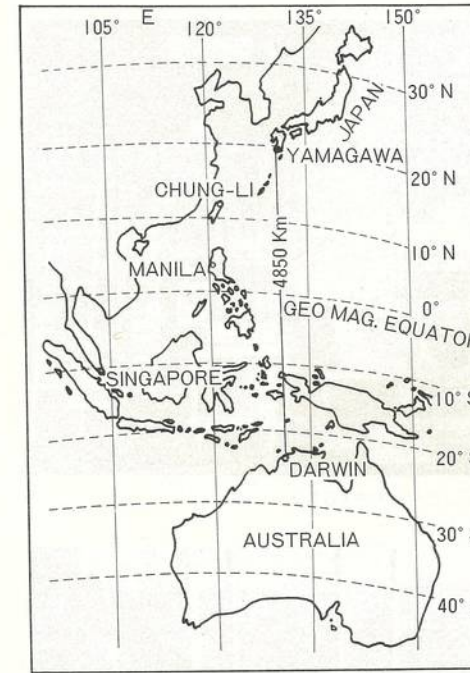 105° E 120° 135° 150°
30° N
JAPAN
YAMAGAWA
20° N
CHUNG-LI
10° N
4850 Km
MANILA
0°
GEO MAG. EQUATOR
SINGAPORE
10° S
20° S
DARWIN
30° S
AUSTRALIA
40°